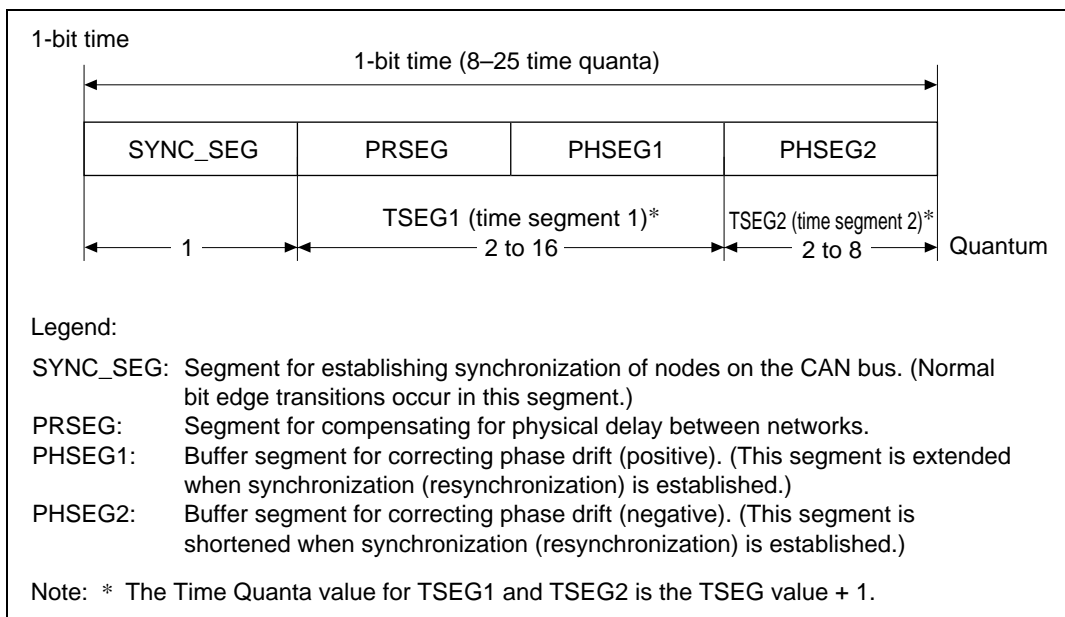 1-bit time
1-bit time (8–25 time quanta)
SYNC_SEG PRSEG PHSEG1 PHSEG2
TSEG1 (time segment 1)* TSEG2 (time segment 2)*
1 2 to 16 2 to 8 Quantum
Legend:
SYNC_SEG: Segment for establishing synchronization of nodes on the CAN bus. (Normal
bit edge transitions occur in this segment.)
PRSEG: Segment for compensating for physical delay between networks.
PHSEG1: Buffer segment for correcting phase drift (positive). (This segment is extended
when synchronization (resynchronization) is established.)
PHSEG2: Buffer segment for correcting phase drift (negative). (This segment is
shortened when synchronization (resynchronization) is established.)
Note: * The Time Quanta value for TSEG1 and TSEG2 is the TSEG value + 1.